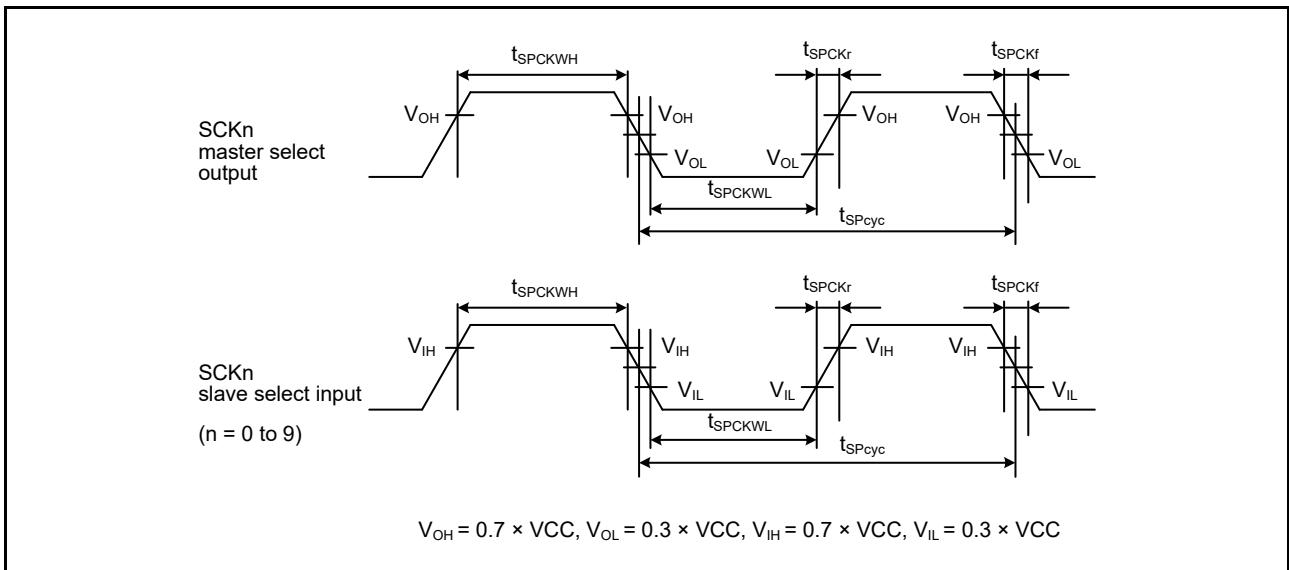 tSPCKWH
tSPCKr
tSPCKf
VOH
VOH
VOH
VOH
SCKn
master select
output
VOL
VOL
VOL
tSPCKWL
tSPcyc
tSPCKWH
tSPCKr
tSPCKf
VIH
VIH
VIH
VIH
SCKn
slave select input
VIL
VIL
VIL
(n = 0 to 9)
tSPCKWL
tSPcyc
VOH = 0.7 × VCC, VOL = 0.3 × VCC, VIH = 0.7 × VCC, VIL = 0.3 × VCC